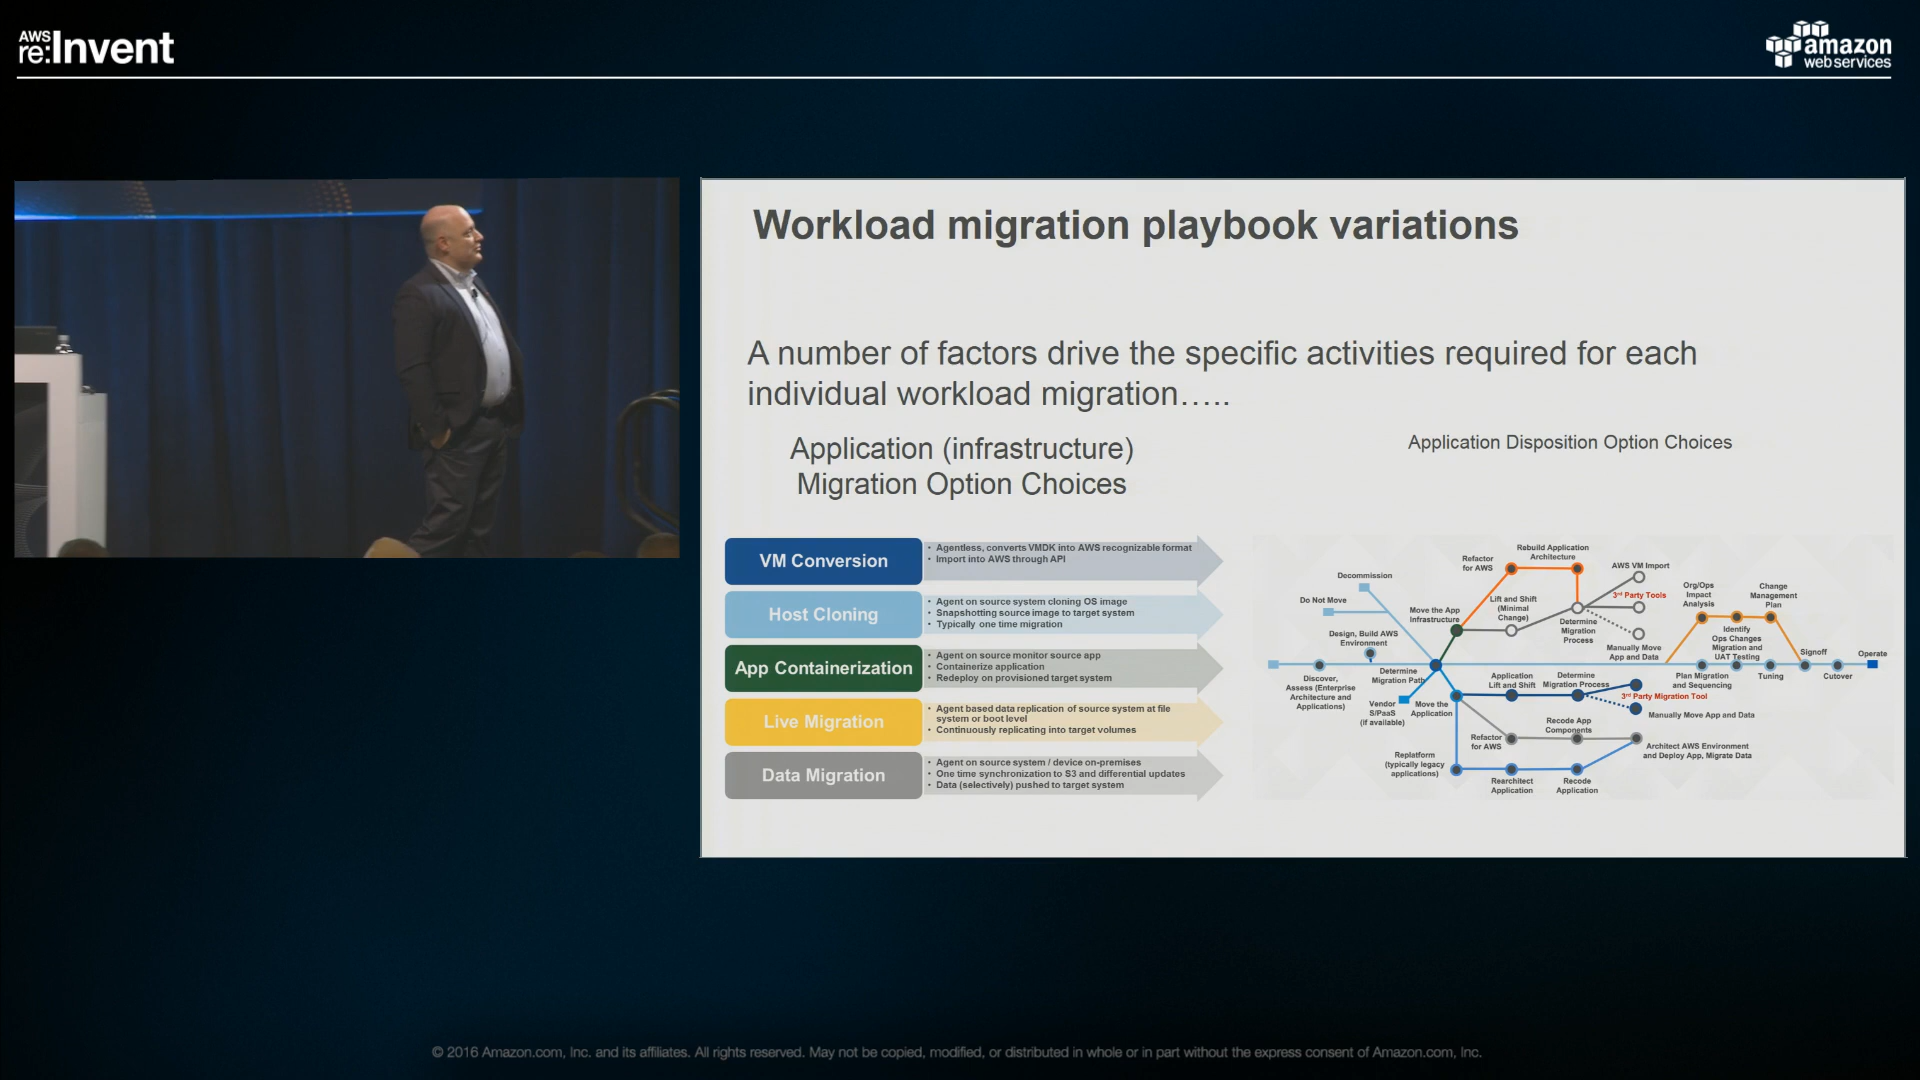 AWS
re:Invent
amazon
web services
Workload migration playbook variations
A number of factors drive the specific activities required for each
individual workload migration…..
Application (infrastructure)
Migration Option Choices
VM Conversion
• Agentless, converts VMDK into AWS recognizable format
• Import into AWS through API
Host Cloning
• Agent on source system cloning OS image
• Snapshotting source image to target system
• Typically one time migration
App Containerization
• Agent on source monitor source app
• Containerize application
• Redeploy on provisioned target system
Live Migration
• Agent based data replication of source system at file
system or boot level
• Continuously replicating into target volumes
Data Migration
• Agent on source system / device on-premises
• One time synchronization to S3 and differential updates
• Data (selectively) pushed to target system
Application Disposition Option Choices
Decommission
Do Not Move
Design, Build AWS
Environment
Discover,
Assess (Enterprise
Architecture and
Applications)
Determine
Migration Path
Vendor
S/PaaS
(if available)
Move the App
Infrastructure
Refactor
for AWS
Rebuild Application
Architecture
Lift and Shift
(Minimal
Change)
Determine
Migration
Process
AWS VM Import
3rd Party Tools
Manually Move
App and Data
Move the
Application
Application
Lift and Shift
Determine
Migration Process
3rd Party Migration Tool
Manually Move App and Data
Refactor
for AWS
Recode App
Components
Architect AWS Environment
and Deploy App, Migrate Data
Replatform
(typically legacy
applications)
Rearchitect
Application
Recode
Application
Org/Ops
Impact
Analysis
Change
Management
Plan
Identify
Ops Changes
Migration and
UAT Testing
Plan Migration
and Sequencing
Tuning
Signoff
Cutover
Operate
© 2016 Amazon.com, Inc. and its affiliates. All rights reserved. May not be copied, modified, or distributed in whole or in part without the express consent of Amazon.com, Inc.